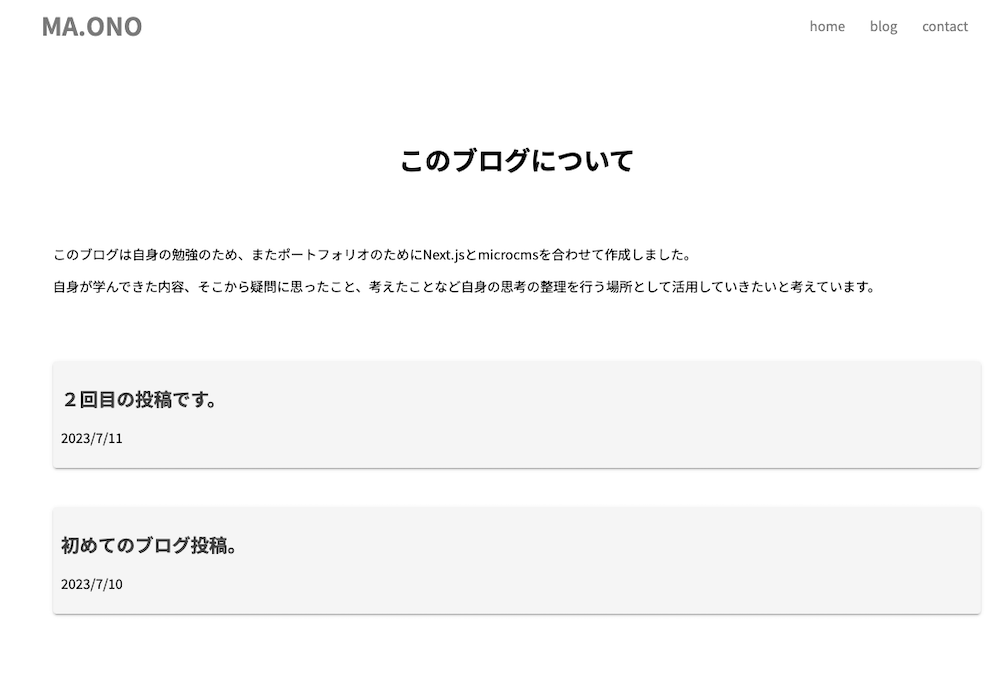 MA.ONO
home blog contact
このブログについて
このブログは自身の勉強のため、またポートフォリオのためにNext.jsとmicrocmsを合わせて作成しました。
自身が学んできた内容、そこから疑問に思ったこと、考えたことなど自身の思考の整理を行う場所として活用していきたいと考えています。
２回目の投稿です。
2023/7/11
初めてのブログ投稿。
2023/7/10